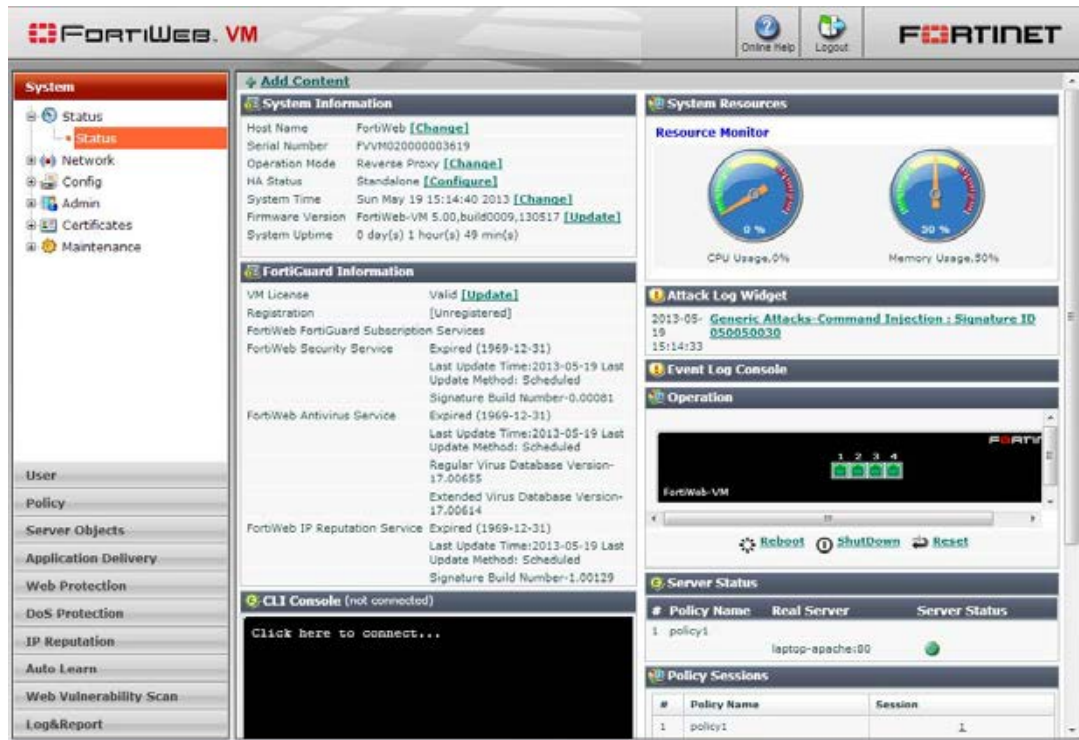 FORTIWEB. VM
Online Help
Logout
FORTINET
System
Status
Status
Network
Config
Admin
Certificates
Maintenance
User
Policy
Server Objects
Application Delivery
Web Protection
DoS Protection
IP Reputation
Auto Learn
Web Vulnerability Scan
Log&Report
Add Content
System Information
Host Name FortiWeb [Change]
Serial Number FVVM020000003619
Operation Mode Reverse Proxy [Change]
HA Status Standalone [Configure]
System Time Sun May 19 15:14:40 2013 [Change]
Firmware Version FortiWeb-VM 5.00,build0009,130517 [Update]
System Uptime 0 day(s) 1 hour(s) 49 min(s)
FortiGuard Information
VM License Valid [Update]
Registration [Unregistered]
FortiWeb FortiGuard Subscription Services
FortiWeb Security Service Expired (1969-12-31)
Last Update Time:2013-05-19 Last
Update Method: Scheduled
Signature Build Number-0.00081
FortiWeb Antivirus Service Expired (1969-12-31)
Last Update Time:2013-05-19 Last
Update Method: Scheduled
Regular Virus Database Version-
17.00655
Extended Virus Database Version-
17.00614
FortiWeb IP Reputation Service Expired (1969-12-31)
Last Update Time:2013-05-19 Last
Update Method: Scheduled
Signature Build Number-1.00129
CLI Console (not connected)
Click here to connect...
System Resources
Resource Monitor
0 %
50 %
CPU Usage,0%
Memory Usage,50%
Attack Log Widget
2013-05- Generic Attacks-Command Injection : Signature ID
19 050050030
15:14:33
Event Log Console
Operation
FORTI
1 2 3 4
FortiWeb-VM
Reboot ShutDown Reset
Server Status
# Policy Name Real Server Server Status
1 policy1
laptop-apache:80
Policy Sessions
# Policy Name Session
1 policy1 1